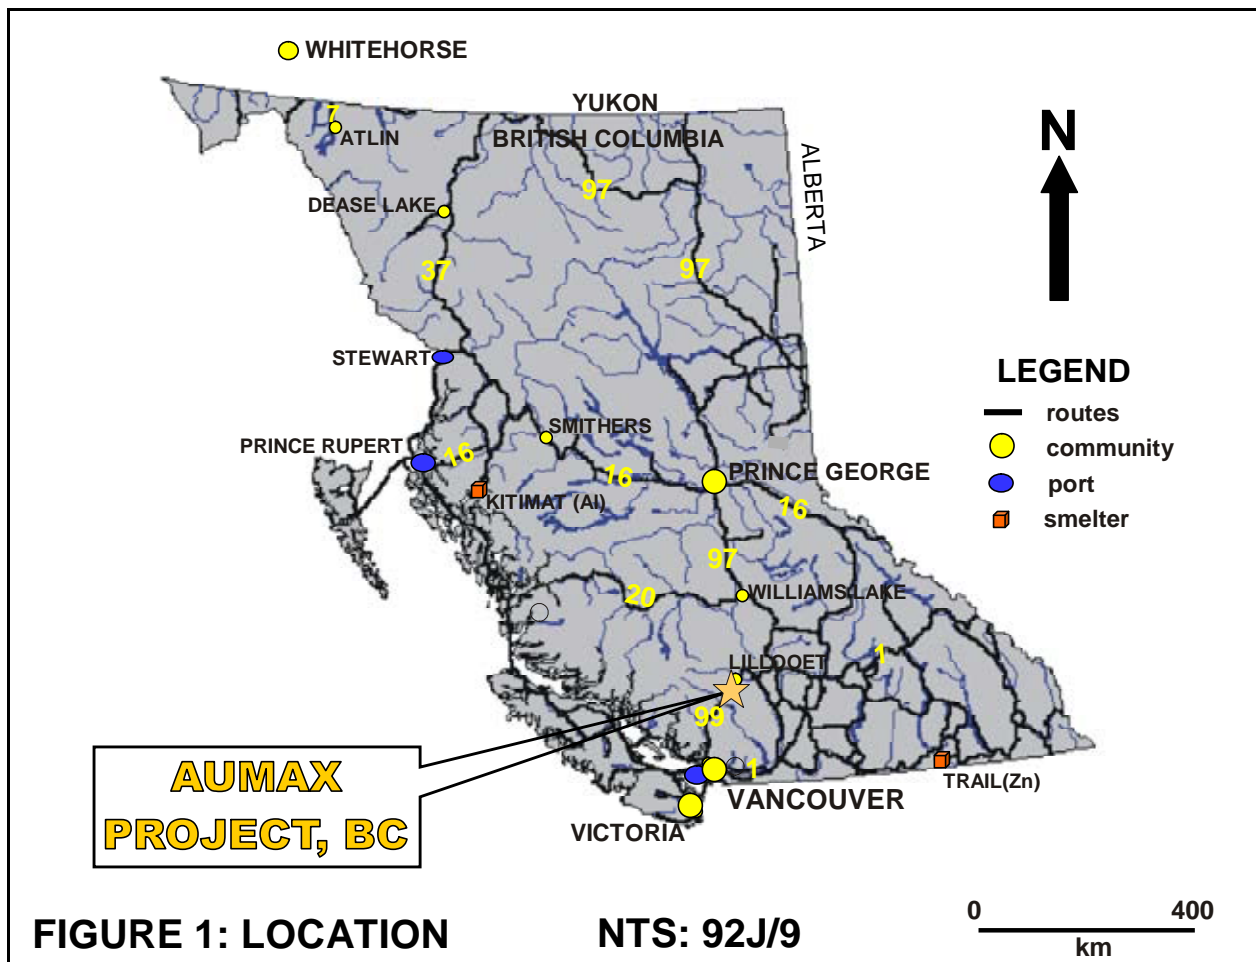 WHITEHORSE
YUKON
7
ATLIN
BRITISH COLUMBIA
ALBERTA
N
97
DEASE LAKE
37
97
STEWART
LEGEND
routes
community
port
smelter
SMITHERS
PRINCE RUPERT
16
16
PRINCE GEORGE
KITIMAT (Al)
16
97
20
WILLIAMS LAKE
1
LILLOOET
99
AUMAX
PROJECT, BC
1
TRAIL(Zn)
VANCOUVER
VICTORIA
FIGURE 1: LOCATION
NTS: 92J/9
0 400
km